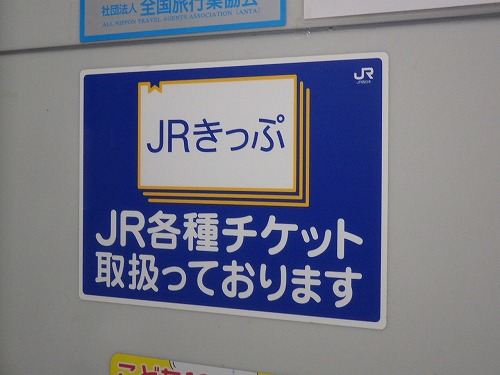 社団法人 全国旅行業協会
ALL NIPPON TRAVEL AGENTS ASSOCIATION (ANTA)
JR
JRきっぷ
JR各種チケット
取扱っております